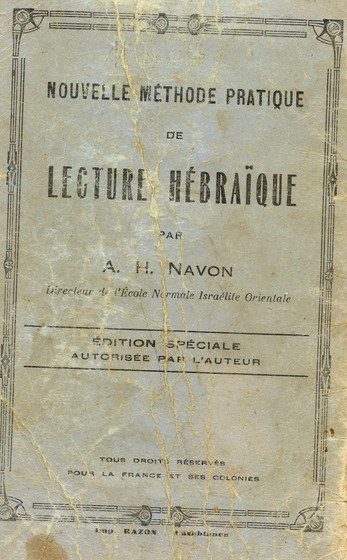 NOUVELLE MÉTHODE PRATIQUE
DE
LECTURE HÉBRAÏQUE
PAR
A. H. NAVON
Directeur de l'École Normale Israélite Orientale
ÉDITION SPÉCIALE
AUTORISÉE PAR L'AUTEUR
TOUS DROITS RÉSERVÉS
POUR LA FRANCE ET SES COLONIES
Imp. RAZON Casablanca